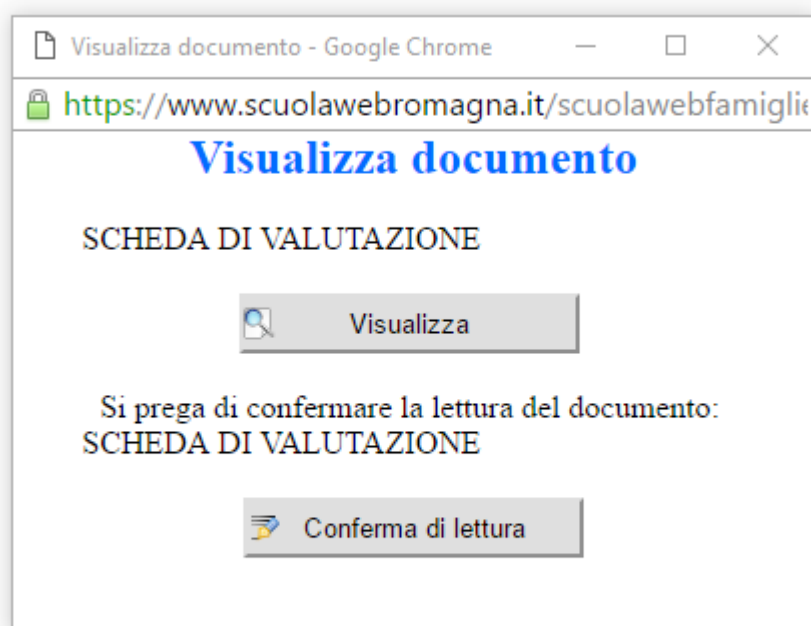 Visualizza documento - Google Chrome
https://www.scuolawebromagna.it/scuolawebfamiglie
Visualizza documento
SCHEDA DI VALUTAZIONE
Visualizza
Si prega di confermare la lettura del documento:
SCHEDA DI VALUTAZIONE
Conferma di lettura